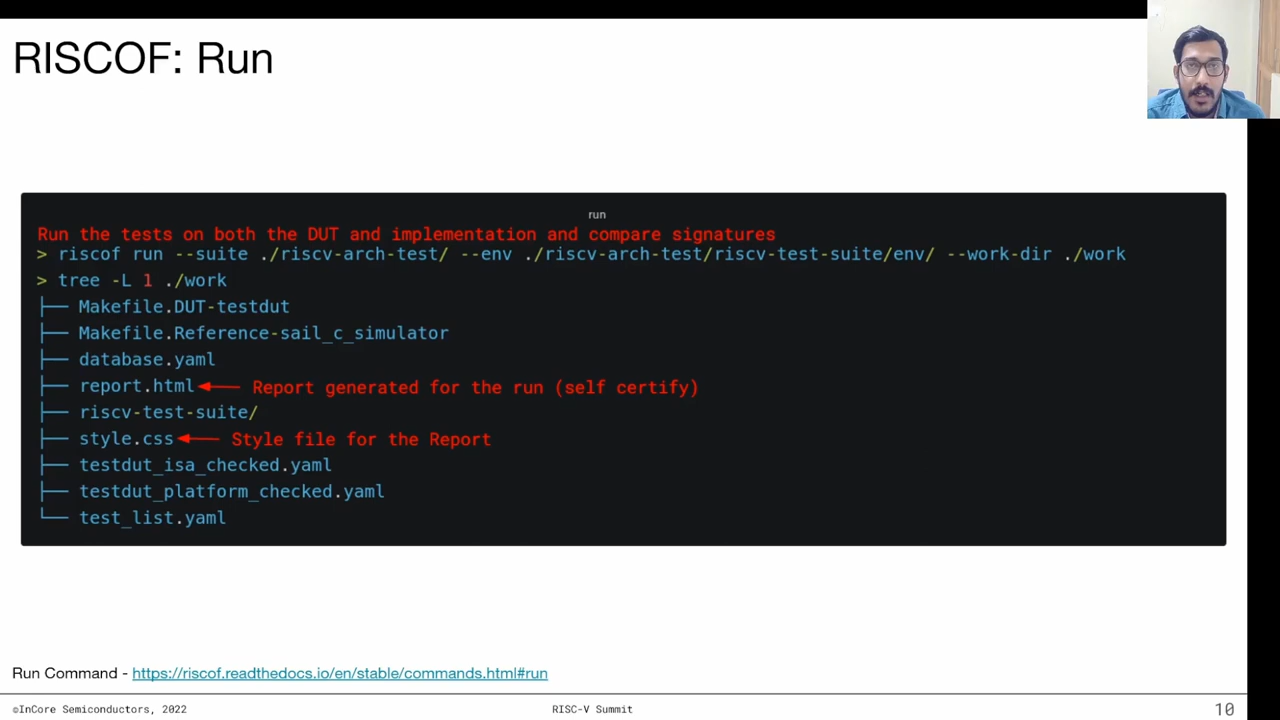 RISCOF: Run
run
Run the tests on both the DUT and implementation and compare signatures
> riscof run --suite ./riscv-arch-test/ --env ./riscv-arch-test/riscv-test-suite/env/ --work-dir ./work
> tree -L 1 ./work
├── Makefile.DUT-testdut
├── Makefile.Reference-sail_c_simulator
├── database.yaml
├── report.html Report generated for the run (self certify)
├── riscv-test-suite/
├── style.css Style file for the Report
├── testdut_isa_checked.yaml
├── testdut_platform_checked.yaml
└── test_list.yaml
Run Command - https://riscof.readthedocs.io/en/stable/commands.html#run
©InCore Semiconductors, 2022
RISC-V Summit
10